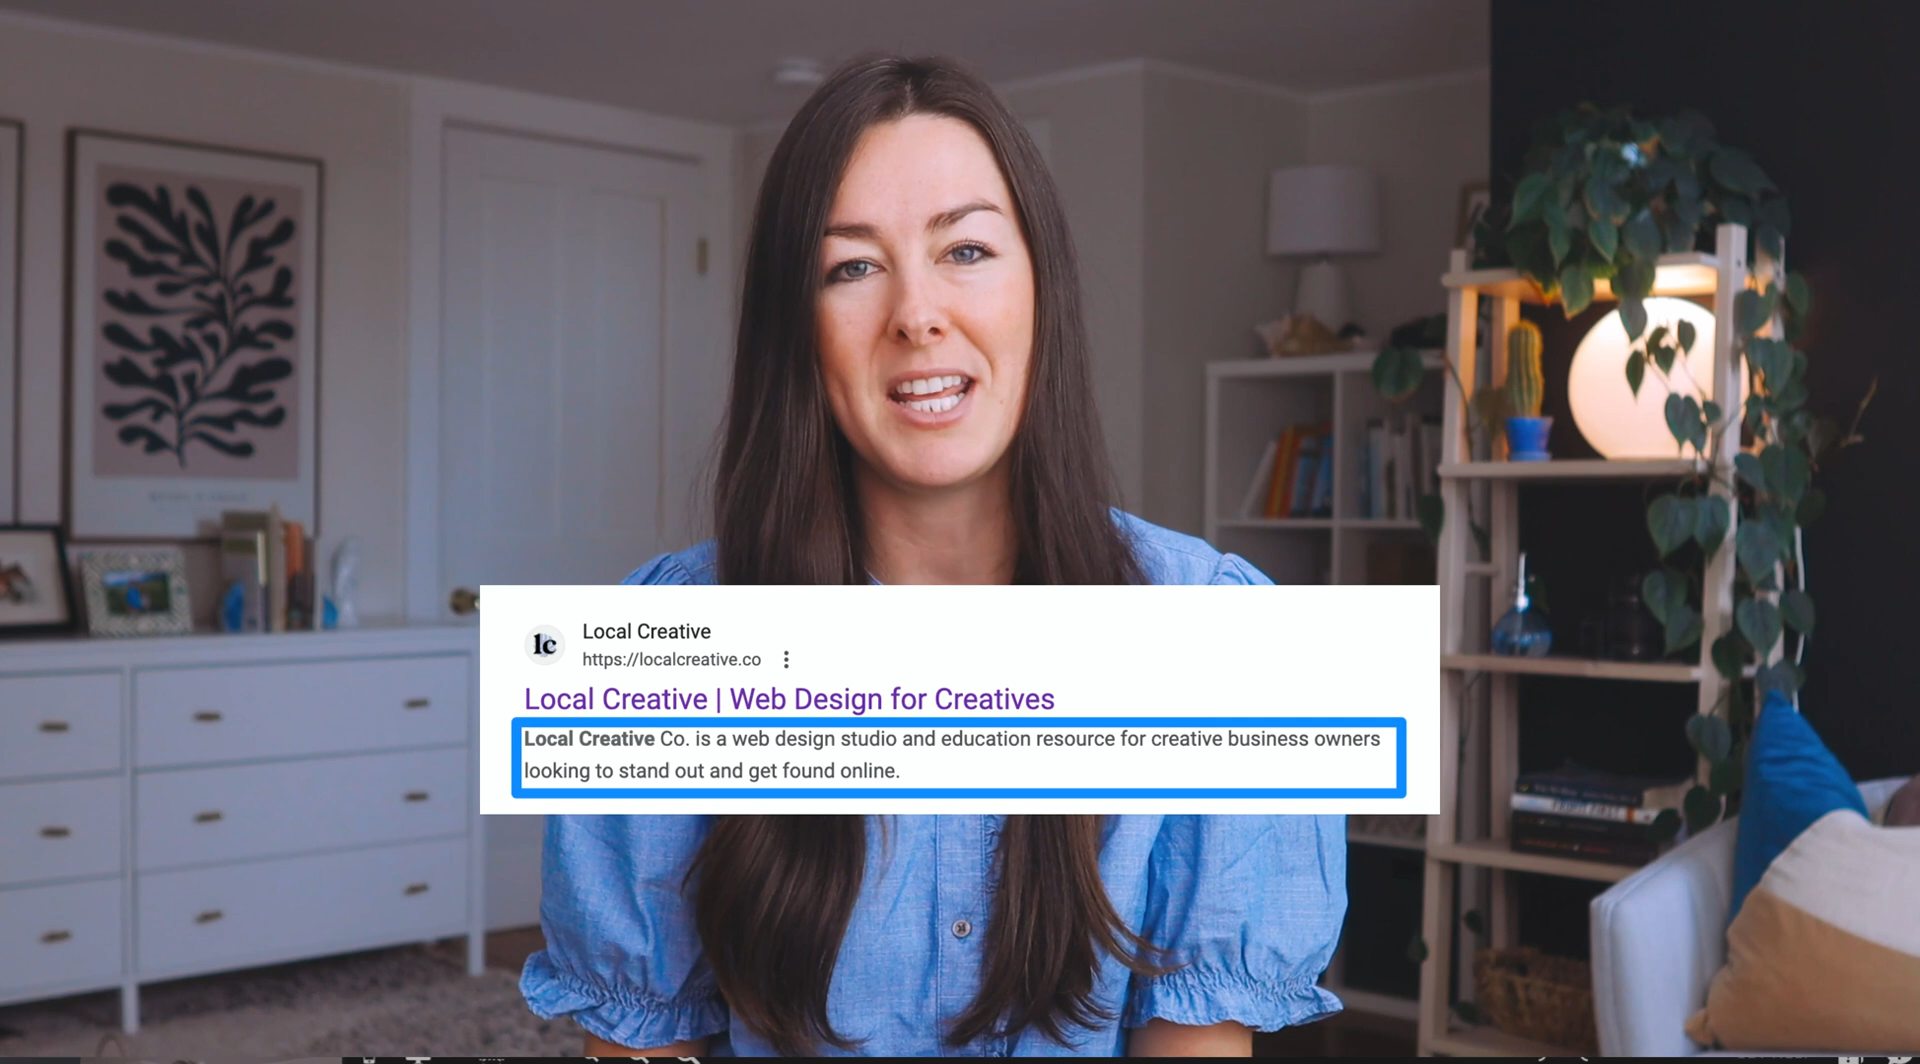 lc
Local Creative
https://localcreative.co
Local Creative | Web Design for Creatives
Local Creative Co. is a web design studio and education resource for creative business owners
looking to stand out and get found online.